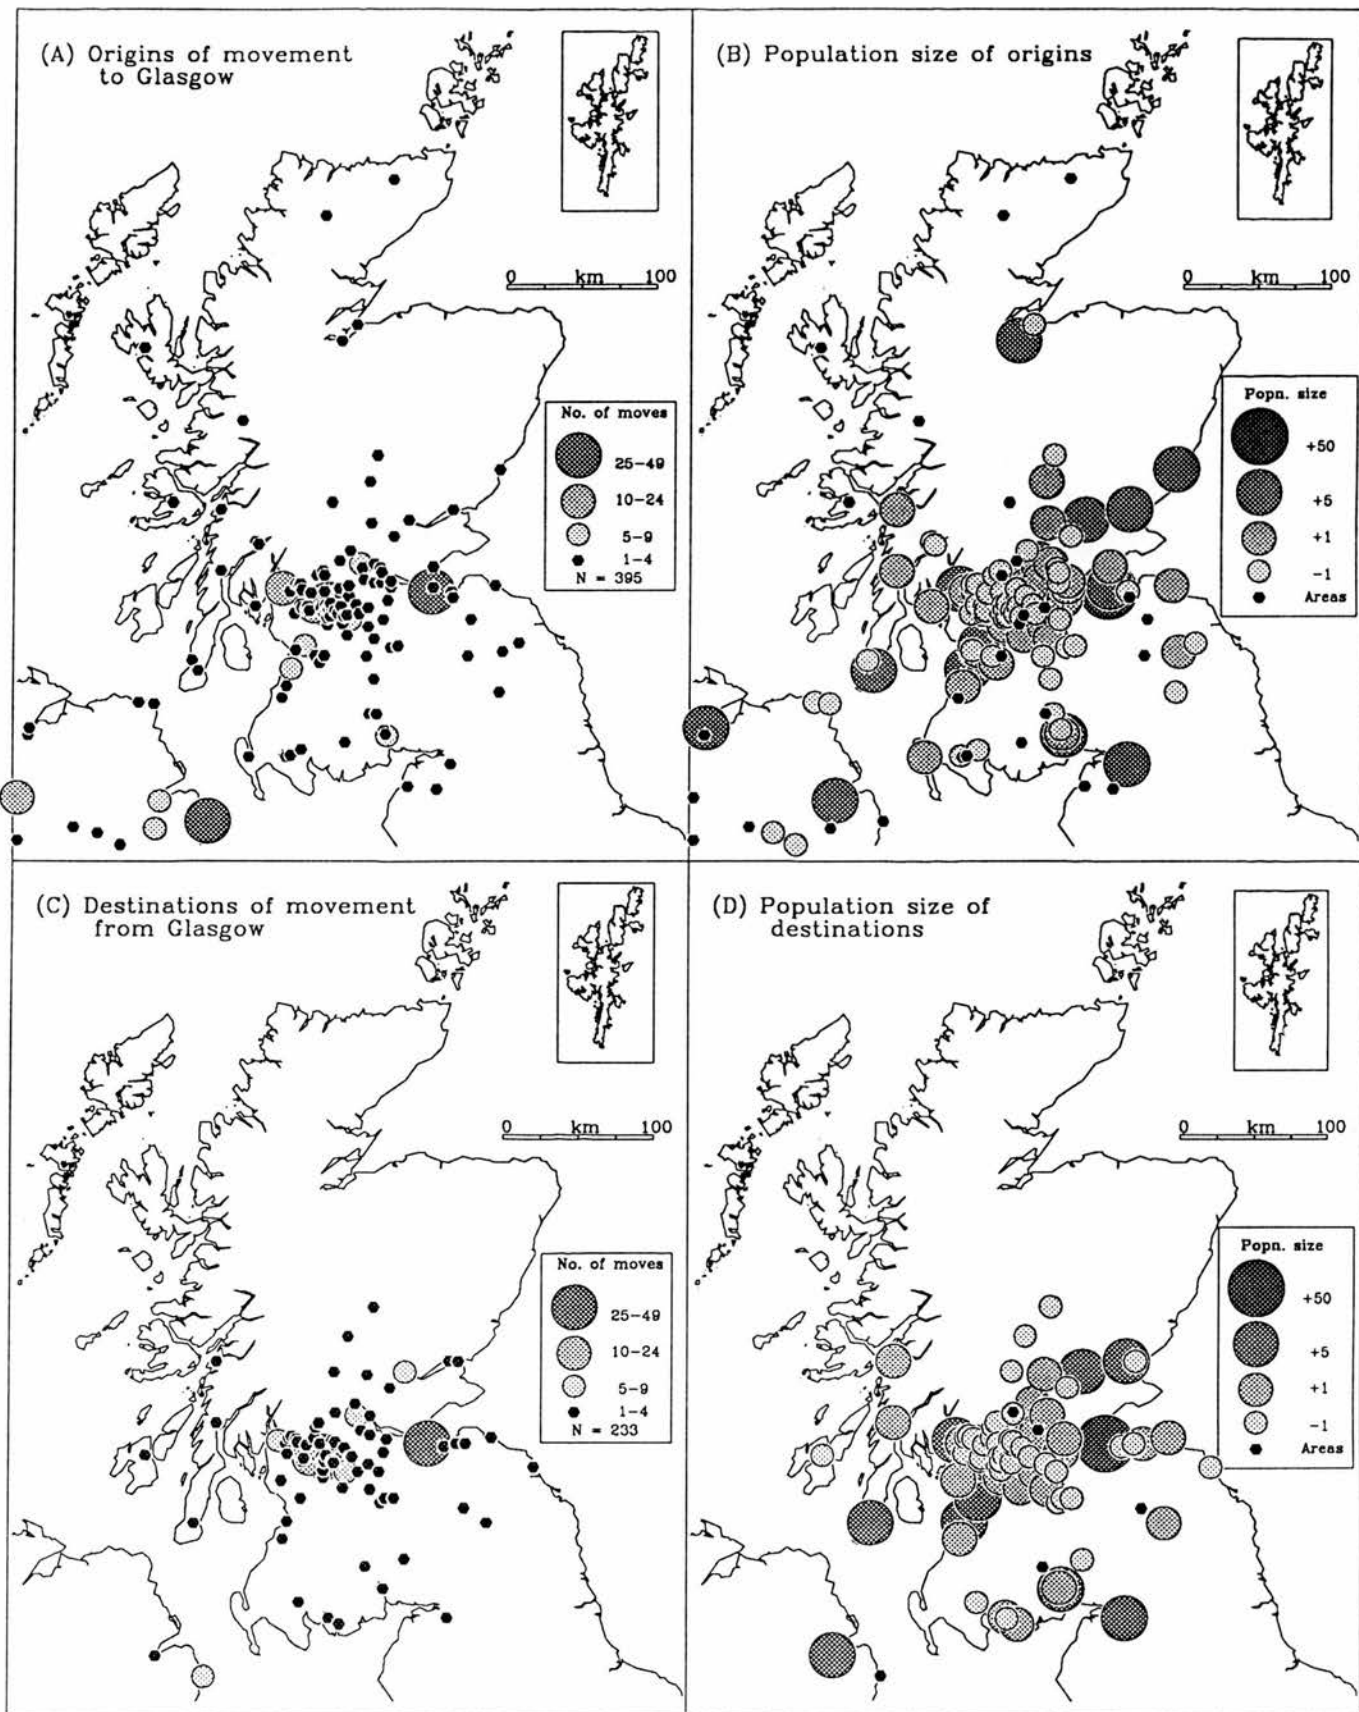 (A) Origins of movement
to Glasgow
0 km 100
No. of moves
25-49
10-24
5-9
1-4
N = 395
(B) Population size of origins
0 km 100
Popn. size
+50
+5
+1
-1
Areas
(C) Destinations of movement
from Glasgow
0 km 100
No. of moves
25-49
10-24
5-9
1-4
N = 233
(D) Population size of
destinations
0 km 100
Popn. size
+50
+5
+1
-1
Areas